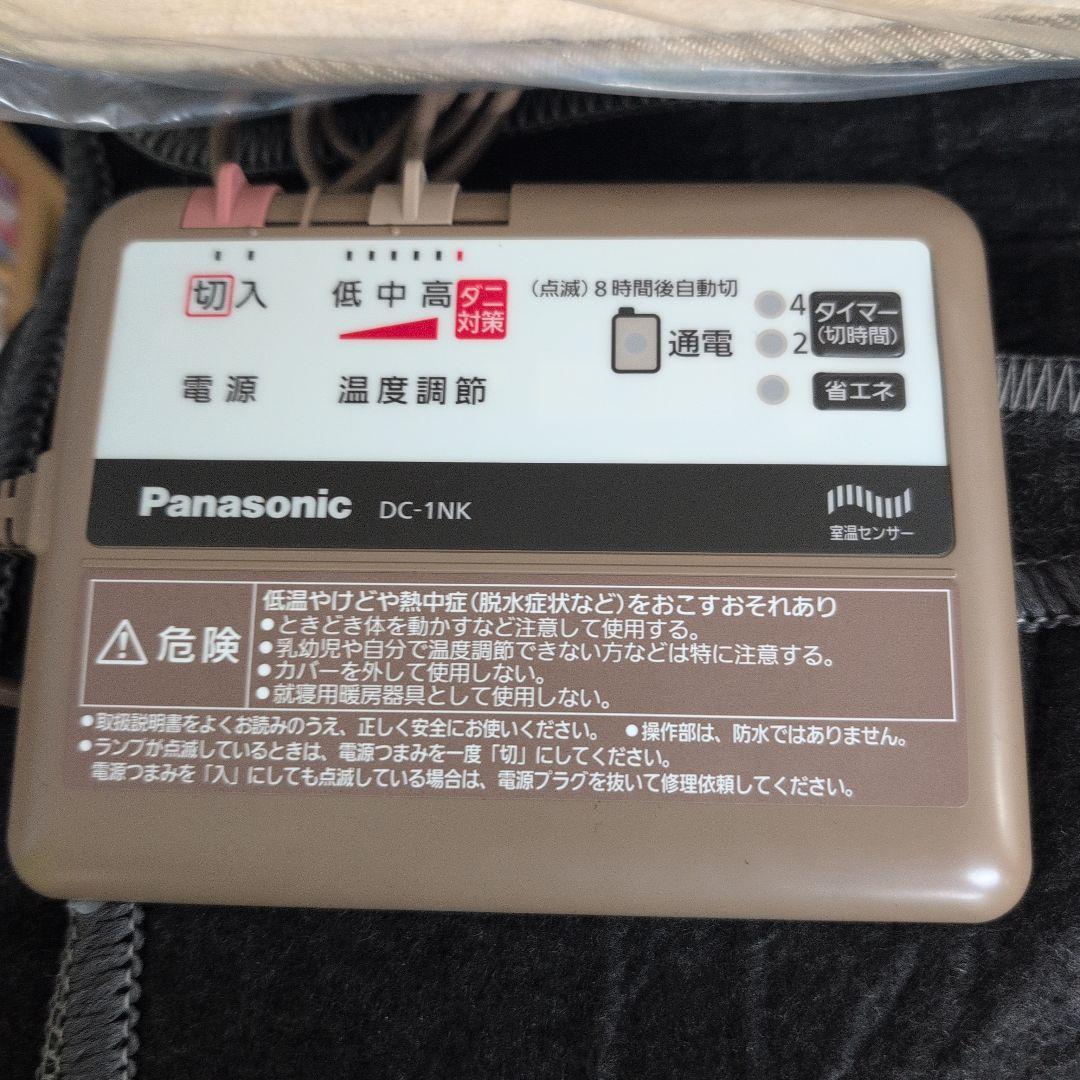 切 入
低 中 高 ダニ対策
電源
温度調節
(点滅) 8時間後自動切
通電
4
2
タイマー
(切時間)
省エネ
Panasonic DC-1NK
室温センサー
危険
低温やけどや熱中症(脱水症状など)をおこすおそれあり
●ときどき体を動かすなど注意して使用する。
●乳幼児や自分で温度調節できない方などは特に注意する。
●カバーを外して使用しない。
●就寝用暖房器具として使用しない。
●取扱説明書をよくお読みのうえ、正しく安全にお使いください。 ●操作部は、防水ではありません。
●ランプが点滅しているときは、電源つまみを一度「切」にしてください。
電源つまみを「入」にしても点滅している場合は、電源プラグを抜いて修理依頼してください。